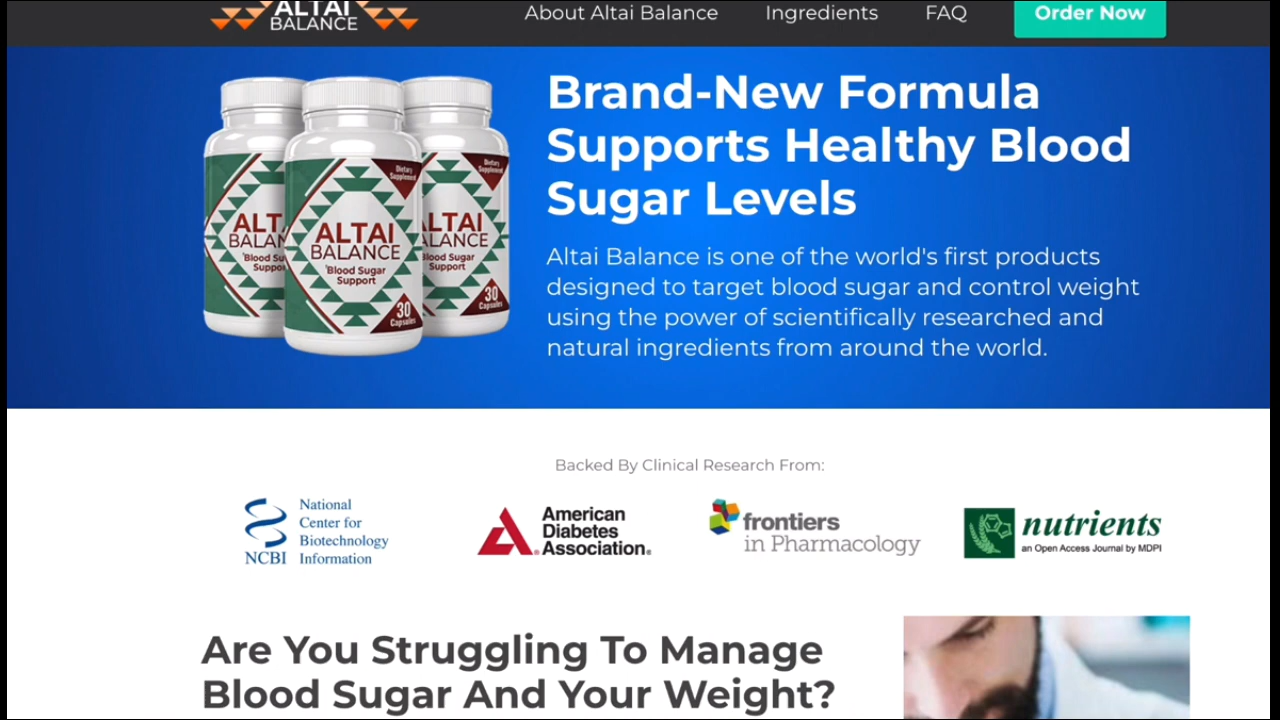 ALTAI
BALANCE
About Altai Balance
Ingredients
FAQ
Order Now
Brand-New Formula
Supports Healthy Blood
Sugar Levels
Altai Balance is one of the world's first products
designed to target blood sugar and control weight
using the power of scientifically researched and
natural ingredients from around the world.
ALT
BALAN
Blood Su
Suppo
Dietary
Supplement
ALTAI
BALANCE
Blood Sugar
Support
30
Capsules
Dietary
Supplement
LTAI
ALANCE
Blood Sugar
Support
30
Capsules
Backed By Clinical Research From:
NCBI
National
Center for
Biotechnology
Information
American
Diabetes
Association®
frontiers
in Pharmacology
nutrients
an Open Access Journal by MDPI
Are You Struggling To Manage
Blood Sugar And Your Weight?